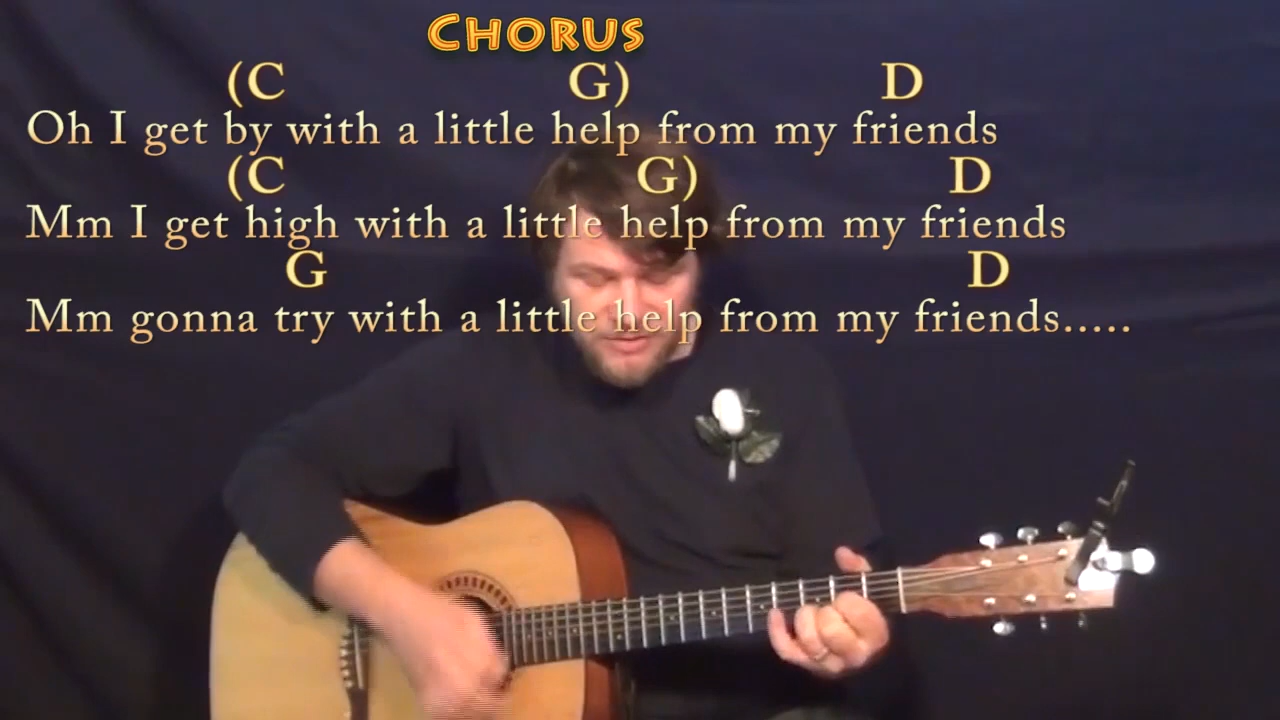 CHORUS
(C G) D
Oh I get by with a little help from my friends
(C G) D
Mm I get high with a little help from my friends
G D
Mm gonna try with a little help from my friends.....